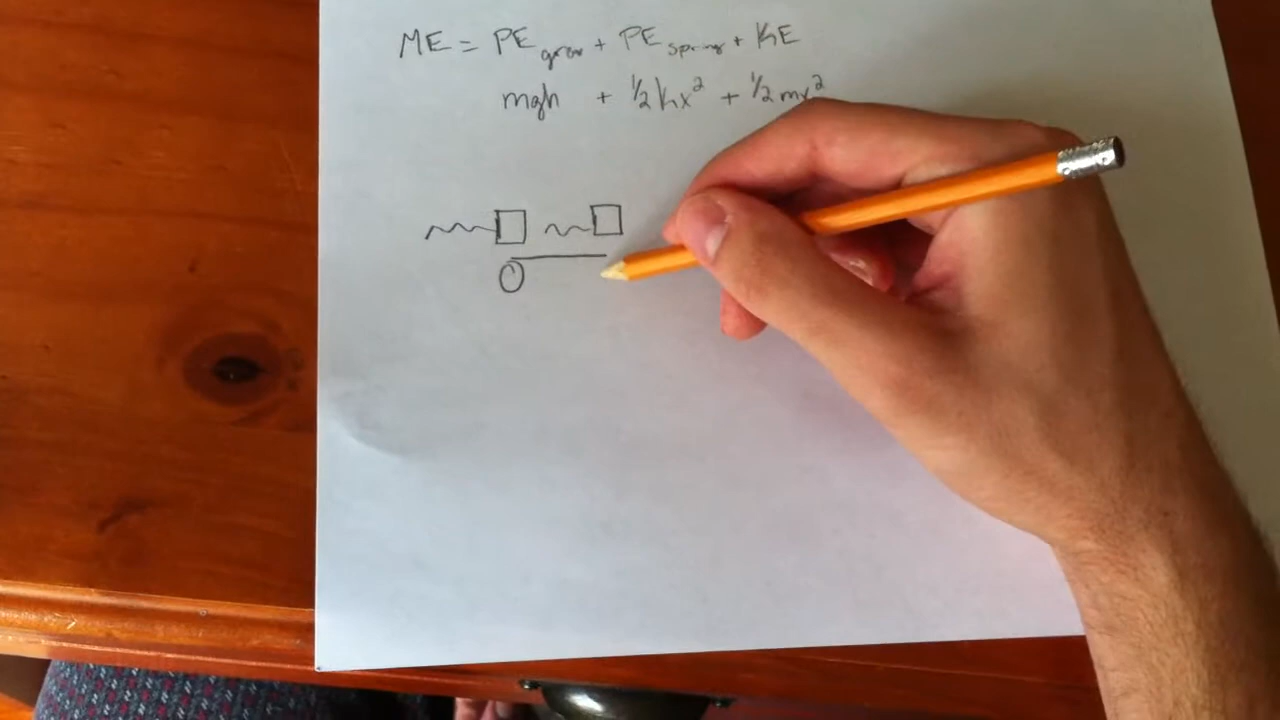 ME = PE grav + PE spring + KE
mgh + ½kx² + ½mv²
0